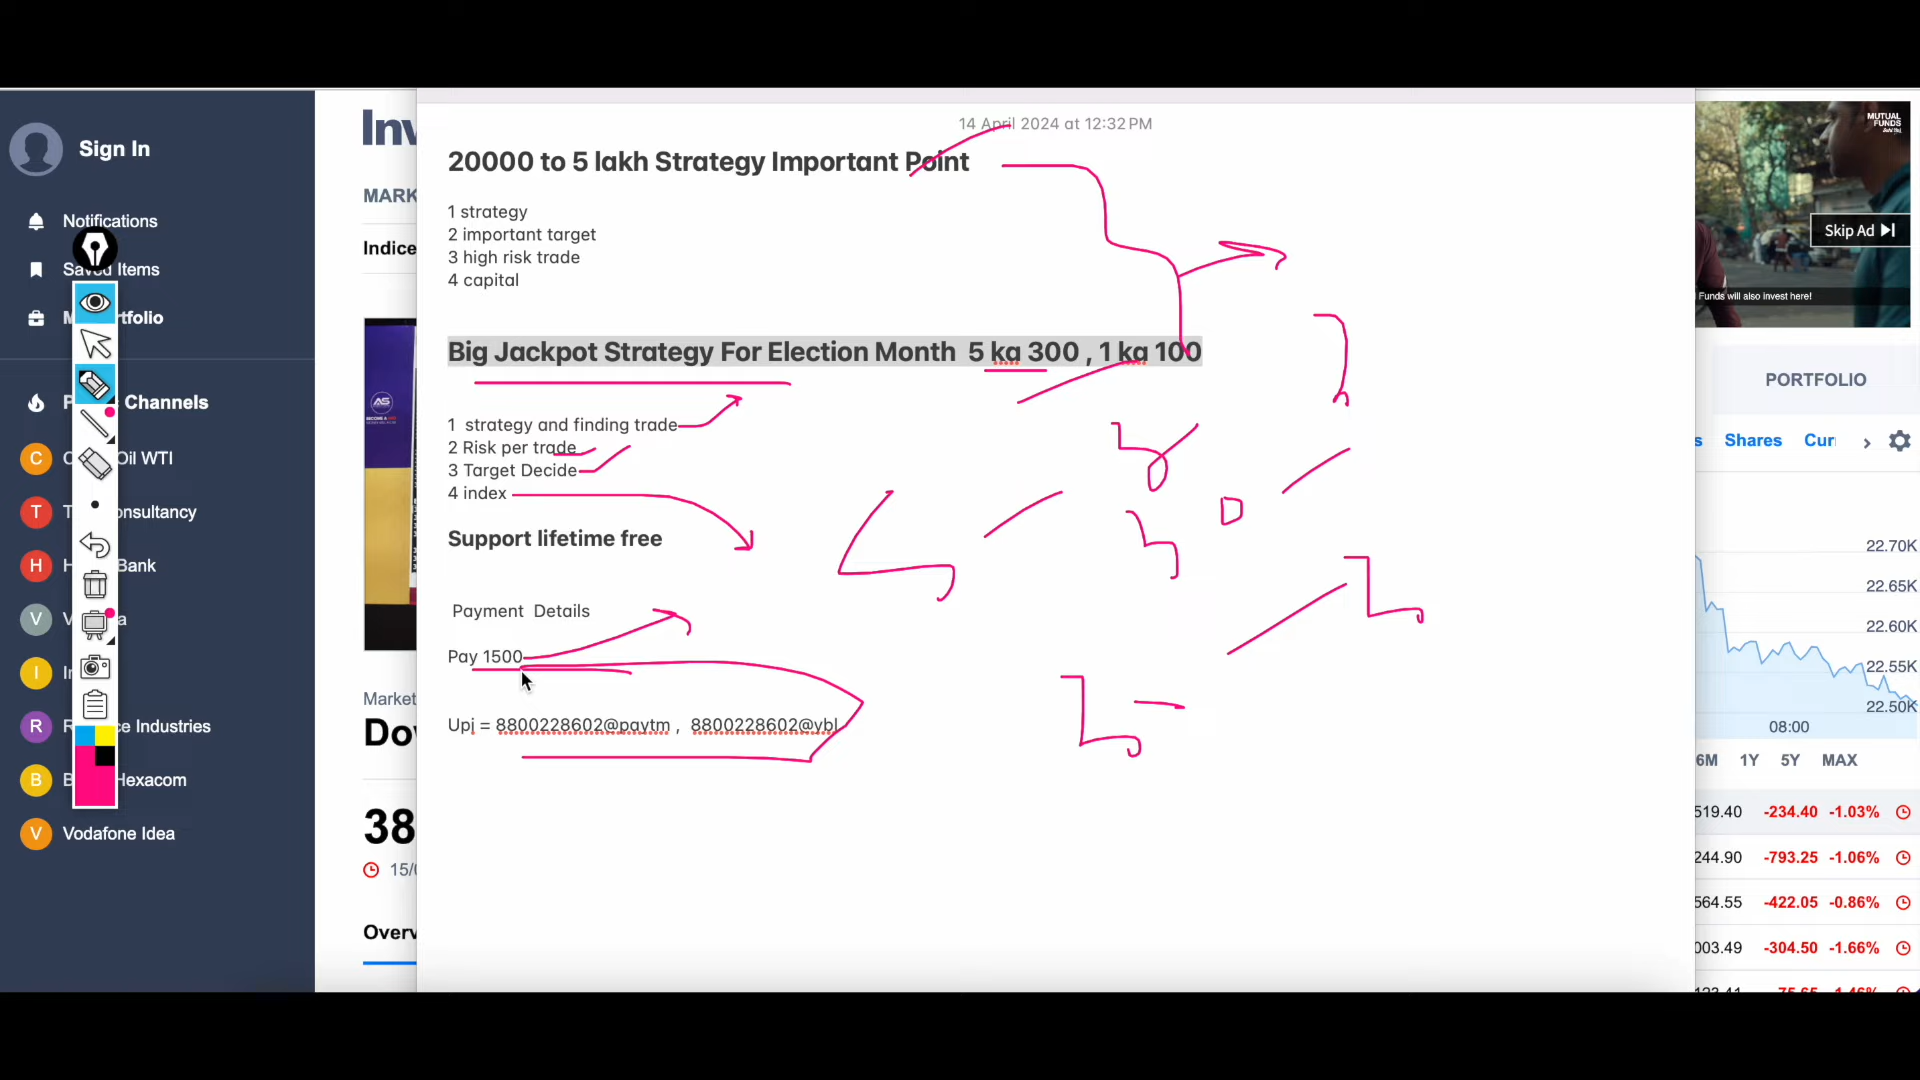 Sign In
Notifications
Saved Items
Inv
MARK
Indice
14 April 2024 at 12:32 PM
20000 to 5 lakh Strategy Important Point
1 strategy
2 important target
3 high risk trade
4 capital
Big Jackpot Strategy For Election Month 5 ka 300 , 1 ka 100
1 strategy and finding trade
2 Risk per trade
3 Target Decide
4 index
Support lifetime free
Payment Details
Pay 1500
Upi = 8800228602@paytm , 8800228602@ybl
Channels
Oil WTI
Bank
Hexacom
Vodafone Idea
Market
38
15/
Overv
MUTUAL
FUNDS
Skip Ad
Funds will also invest here!
PORTFOLIO
s Shares Curr
22.70K
22.65K
22.60K
22.55K
22.50K
08:00
6M 1Y 5Y MAX
519.40 -234.40 -1.03%
244.90 -793.25 -1.06%
564.55 -422.05 -0.86%
003.49 -304.50 -1.66%